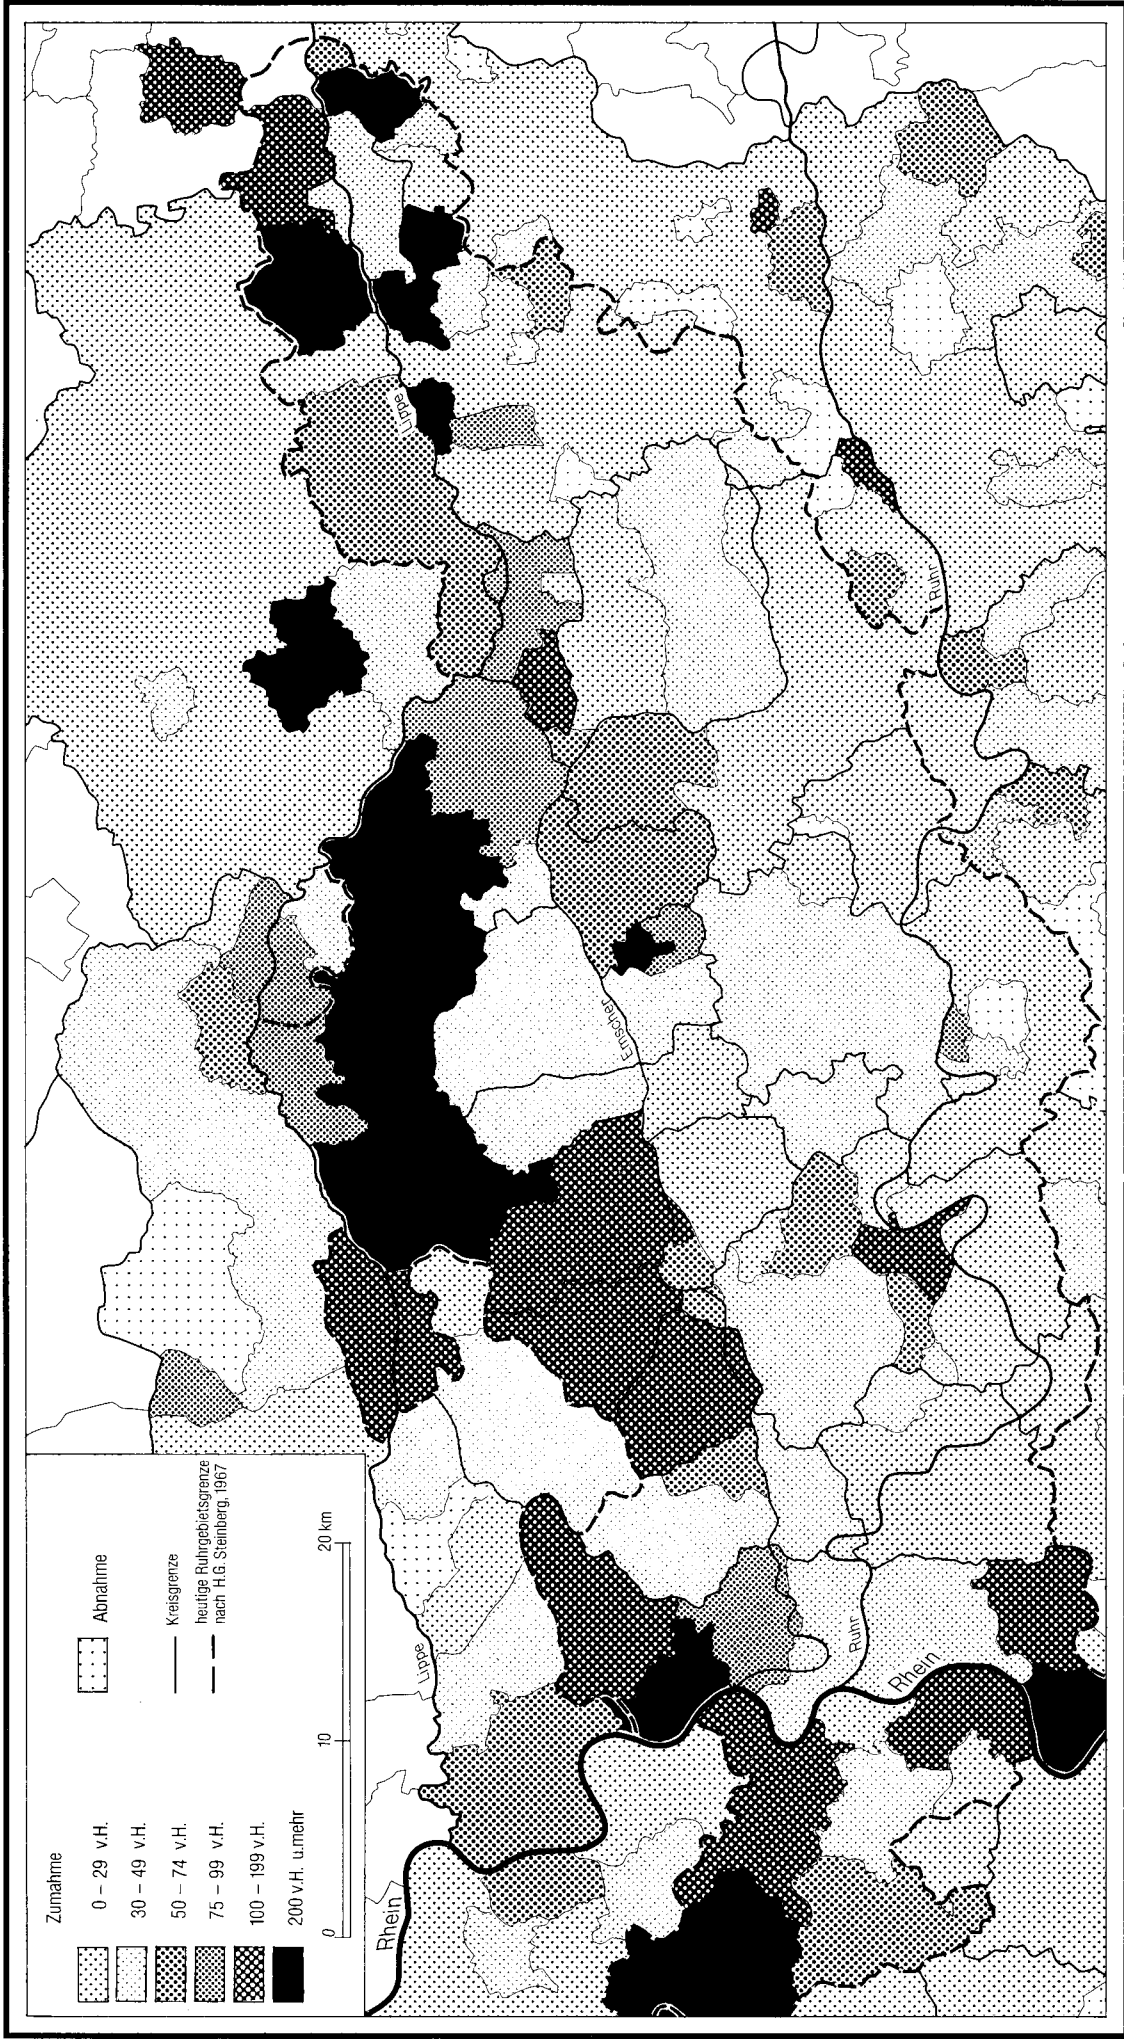 Zunahme
0 – 29 v.H.
30 – 49 v.H.
50 – 74 v.H.
75 – 99 v.H.
100 – 199 v.H.
200 v.H. u.mehr
Abnahme
Kreisgrenze
heutige Ruhrgebietsgrenze
nach H.G. Steinberg, 1967
0 10 20 km
Rhein
Lippe
Lippe
Emscher
Ruhr
Rhein
Ruhr